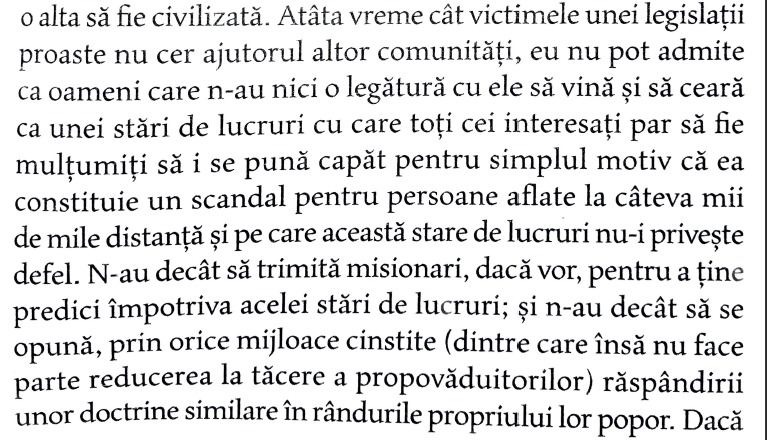 o alta să fie civilizată. Atâta vreme cât victimele unei legislații
proaste nu cer ajutorul altor comunități, eu nu pot admite
ca oameni care n-au nici o legătură cu ele să vină și să ceară
ca unei stări de lucruri cu care toți cei interesați par să fie
mulțumiți să i se pună capăt pentru simplul motiv că ea
constituie un scandal pentru persoane aflate la câteva mii
de mile distanță și pe care această stare de lucruri nu-i privește
defel. N-au decât să trimită misionari, dacă vor, pentru a ține
predici împotriva acelei stări de lucruri; și n-au decât să se
opună, prin orice mijloace cinstite (dintre care însă nu face
parte reducerea la tăcere a propovăduitorilor) răspândirii
unor doctrine similare în rândurile propriului lor popor. Dacă